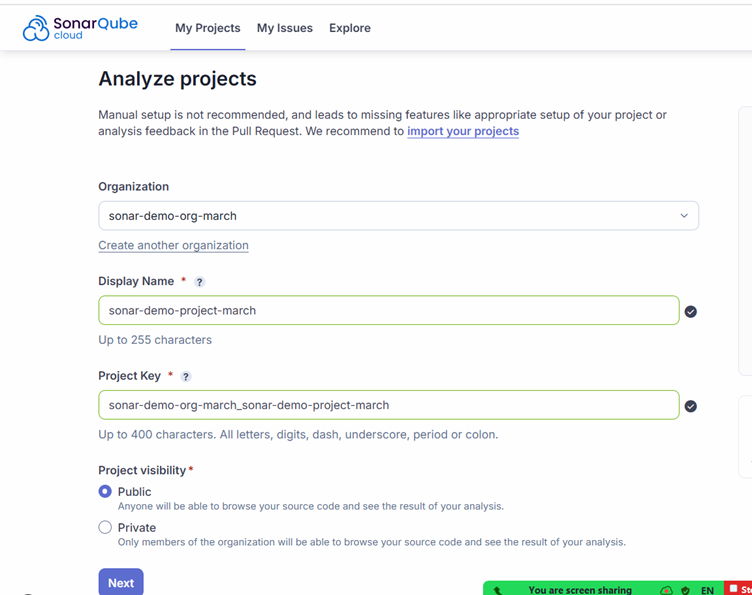 SonarQube
cloud
My Projects
My Issues
Explore
Analyze projects
Manual setup is not recommended, and leads to missing features like appropriate setup of your project or
analysis feedback in the Pull Request. We recommend to import your projects
Organization
sonar-demo-org-march
Create another organization
Display Name * ?
sonar-demo-project-march
Up to 255 characters
Project Key * ?
sonar-demo-org-march_sonar-demo-project-march
Up to 400 characters. All letters, digits, dash, underscore, period or colon.
Project visibility*
Public
Anyone will be able to browse your source code and see the result of your analysis.
Private
Only members of the organization will be able to browse your source code and see the result of your analysis.
Next
You are screen sharing
EN